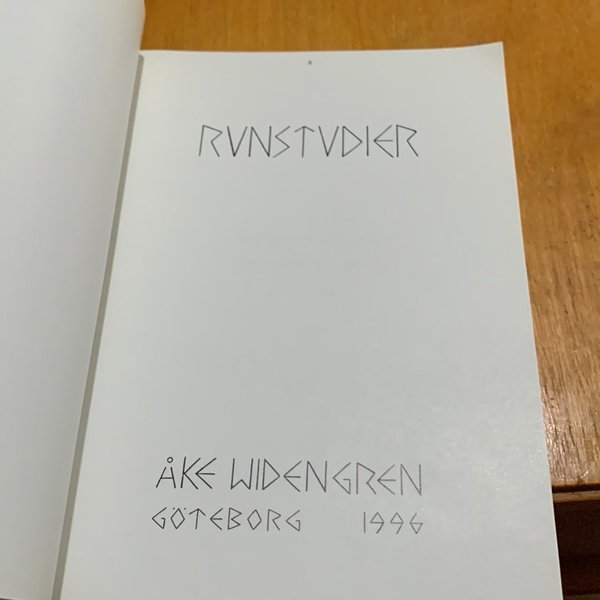 RVNSTVDIER
ÅKE WIDENGREN
GÖTEBORG 1996